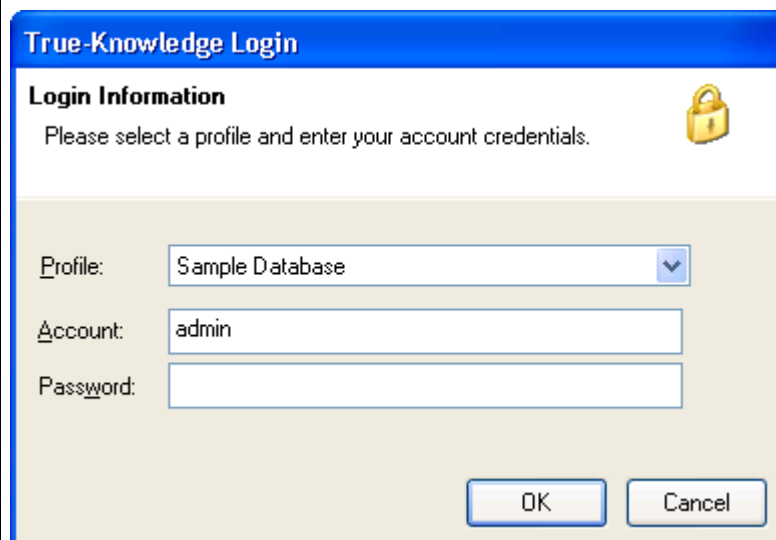 True-Knowledge Login
Login Information
Please select a profile and enter your account credentials.
Profile: Sample Database
Account: admin
Password:
OK Cancel